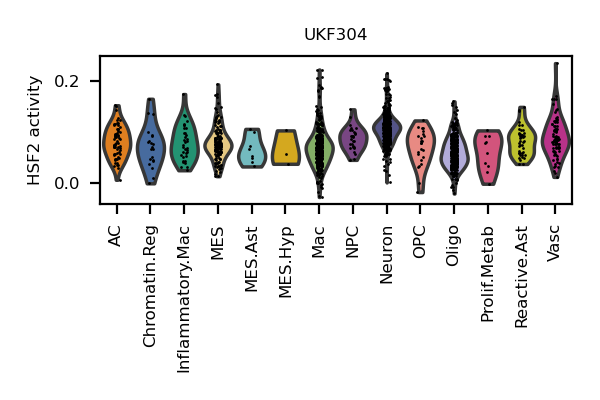 UKF304
HSF2 activity
0.2
0.0
AC
Chromatin.Reg
Inflammatory.Mac
MES
MES.Ast
MES.Hyp
Mac
NPC
Neuron
OPC
Oligo
Prolif.Metab
Reactive.Ast
Vasc